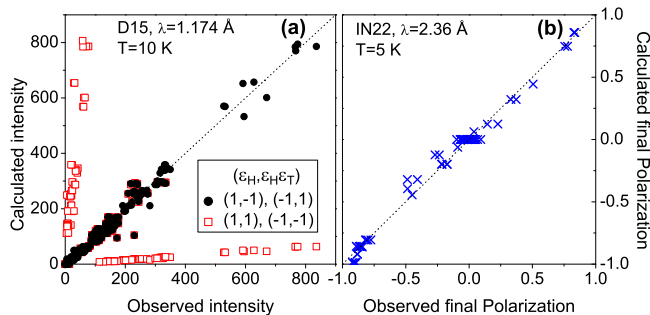 D15, λ=1.174 Å
T=10 K
(a)
800
600
400
200
0
Calculated intensity
(ε_H,ε_Hε_T)
(1,-1), (-1,1)
(1,1), (-1,-1)
0 200 400 600 800
Observed intensity
IN22, λ=2.36 Å
T=5 K
(b)
1.0
0.5
0.0
-0.5
-1.0
Calculated final Polarization
-1.0 -0.5 0.0 0.5 1.0
Observed final Polarization